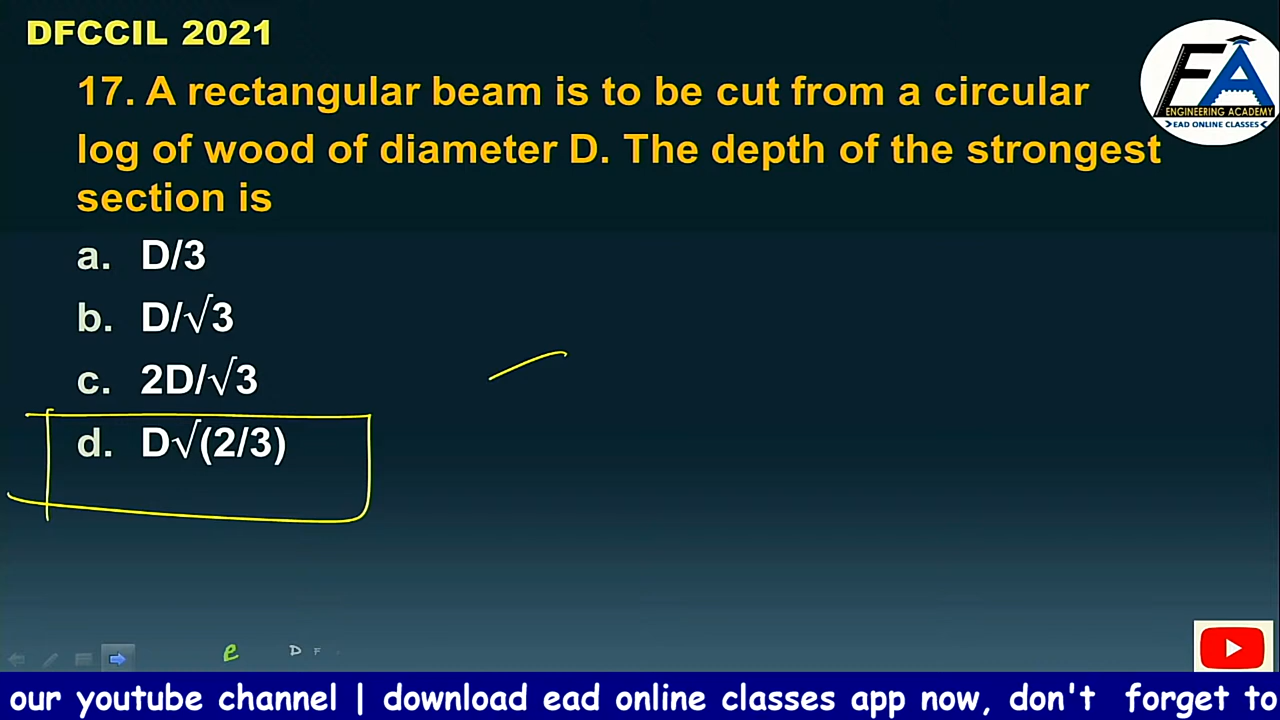 DFCCIL 2021
17. A rectangular beam is to be cut from a circular
log of wood of diameter D. The depth of the strongest
section is
a. D/3
b. D/√3
c. 2D/√3
d. D√(2/3)
FA
ENGINEERING ACADEMY
>EAD ONLINE CLASSES<
e D F
our youtube channel | download ead online classes app now, don't forget to